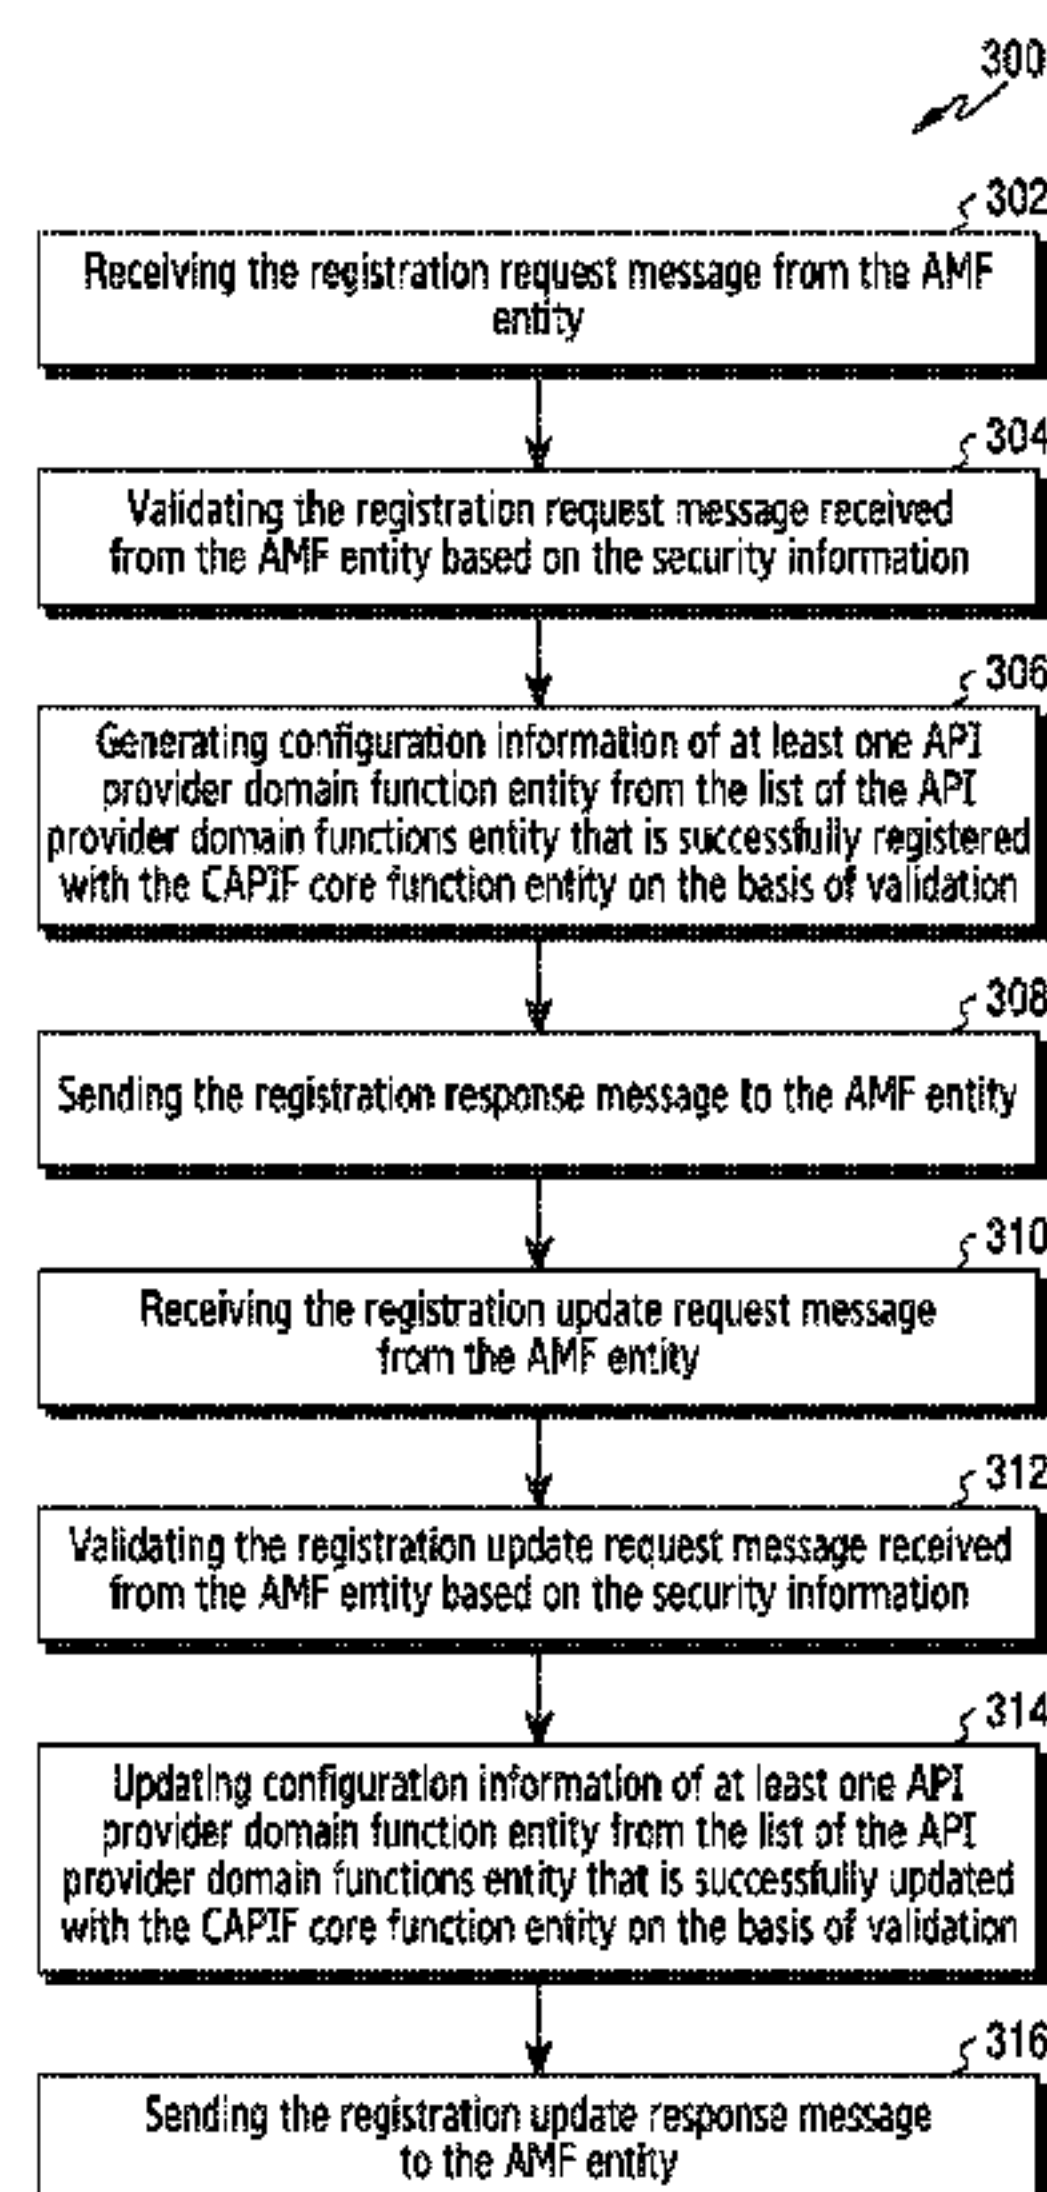 300
302
Receiving the registration request message from the AMF
entity
304
Validating the registration request message received
from the AMF entity based on the security information
306
Generating configuration information of at least one API
provider domain function entity from the list of the API
provider domain functions entity that is successfully registered
with the CAPIF core function entity on the basis of validation
308
Sending the registration response message to the AMF entity
310
Receiving the registration update request message
from the AMF entity
312
Validating the registration update request message received
from the AMF entity based on the security information
314
Updating configuration information of at least one API
provider domain function entity from the list of the API
provider domain functions entity that is successfully updated
with the CAPIF core function entity on the basis of validation
316
Sending the registration update response message
to the AMF entity